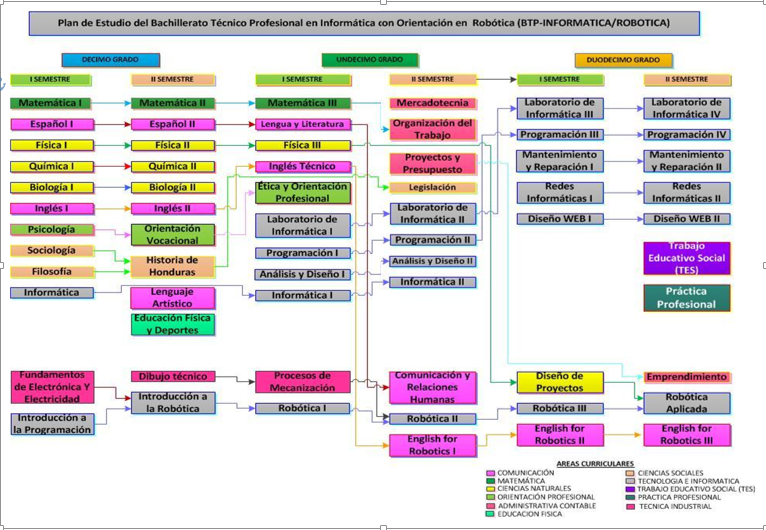 Plan de Estudio del Bachillerato Técnico Profesional en Informática con Orientación en Robótica (BTP-INFORMATICA/ROBOTICA)
DECIMO GRADO
UNDECIMO GRADO
DUODECIMO GRADO
I SEMESTRE
II SEMESTRE
I SEMESTRE
II SEMESTRE
I SEMESTRE
II SEMESTRE
Matemática I
Matemática II
Matemática III
Mercadotecnia
Laboratorio de
Informática III
Laboratorio de
Informática IV
Español I
Español II
Lengua y Literatura
Organización del
Trabajo
Programación III
Programación IV
Física I
Física II
Física III
Química I
Química II
Inglés Técnico
Proyectos y
Presupuesto
Mantenimiento
y Reparación I
Mantenimiento
y Reparación II
Biología I
Biología II
Ética y Orientación
Profesional
Legislación
Redes
Informáticas I
Redes
Informáticas II
Inglés I
Inglés II
Laboratorio de
Informática I
Laboratorio de
Informática II
Diseño WEB I
Diseño WEB II
Psicología
Orientación
Vocacional
Programación II
Sociología
Historia de
Honduras
Programación I
Análisis y Diseño II
Trabajo
Educativo Social
(TES)
Filosofía
Análisis y Diseño I
Informática II
Informática
Lenguaje
Artístico
Informática I
Práctica
Profesional
Educación Física
y Deportes
Fundamentos
de Electrónica Y
Electricidad
Dibujo técnico
Procesos de
Mecanización
Comunicación y
Relaciones
Humanas
Diseño de
Proyectos
Emprendimiento
Introducción a
la Robótica
Robótica I
Robótica II
Robótica III
Robótica
Aplicada
Introducción a
la Programación
English for
Robotics I
English for
Robotics II
English for
Robotics III
AREAS CURRICULARES
COMUNICACIÓN
CIENCIAS SOCIALES
MATEMÁTICA
TECNOLOGIA E INFORMATICA
CIENCIAS NATURALES
TRABAJO EDUCATIVO SOCIAL (TES)
ORIENTACIÓN PROFESIONAL
PRACTICA PROFESIONAL
ADMINISTRATIVA CONTABLE
TECNICA INDUSTRIAL
EDUCACION FISICA